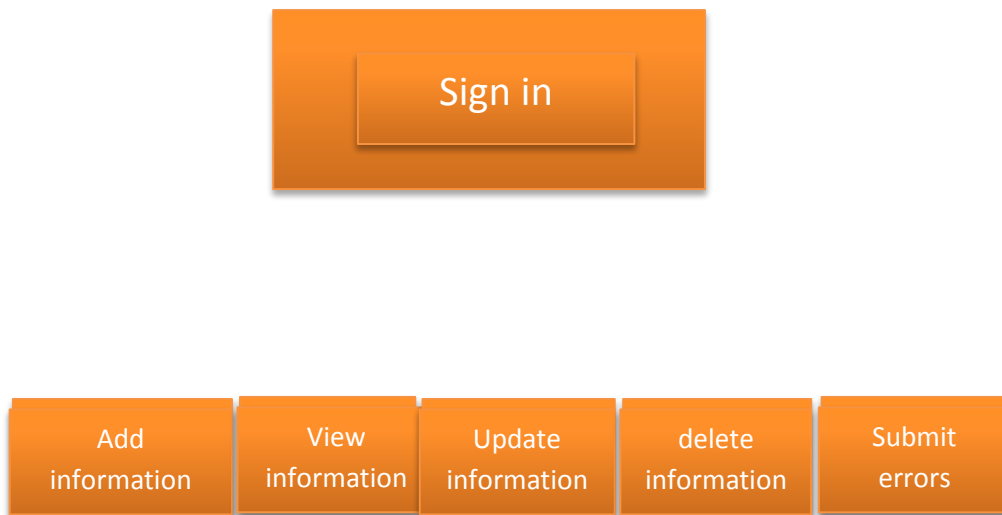 Sign in
Add
information
View
information
Update
information
delete
information
Submit
errors